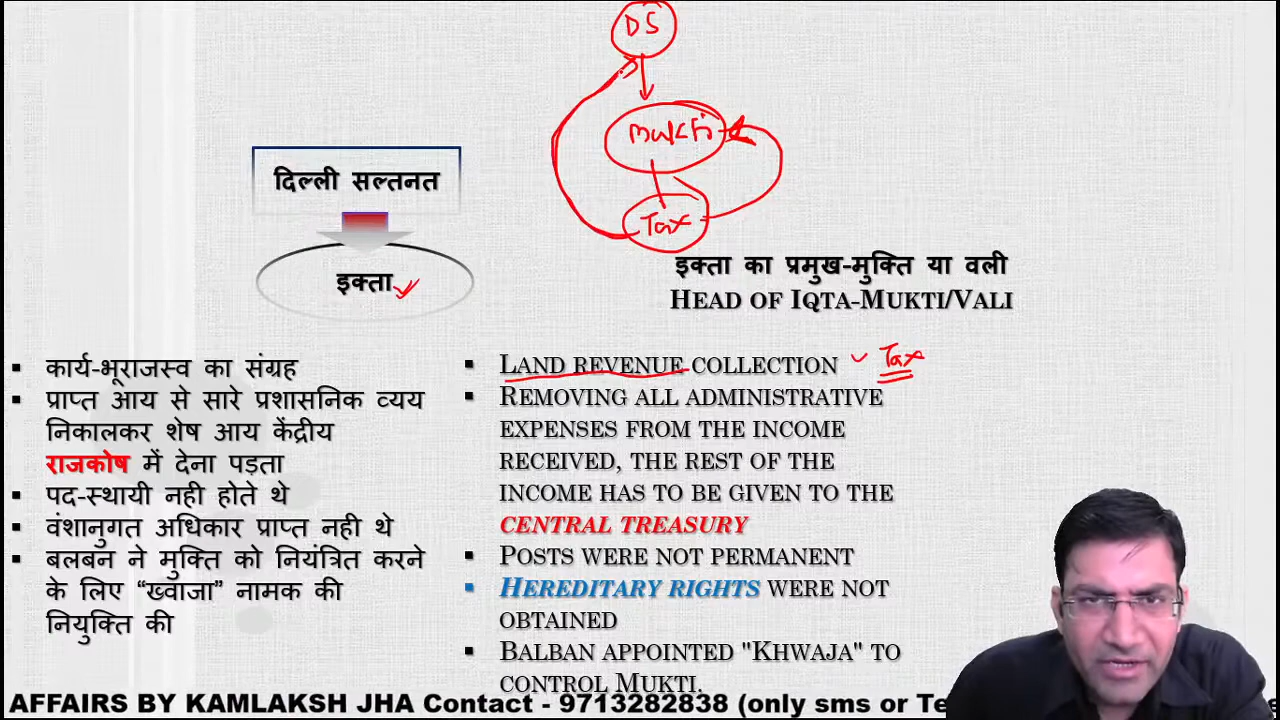 DS
Mukti
Tax
दिल्ली सल्तनत
इक्ता
इक्ता का प्रमुख-मुक्ति या वली
HEAD OF IQTA-MUKTI/VALI
▪ कार्य-भूराजस्व का संग्रह
▪ प्राप्त आय से सारे प्रशासनिक व्यय
निकालकर शेष आय केंद्रीय
राजकोष में देना पड़ता
▪ पद-स्थायी नही होते थे
▪ वंशानुगत अधिकार प्राप्त नही थे
▪ बलबन ने मुक्ति को नियंत्रित करने
के लिए “ख्वाजा” नामक की
नियुक्ति की
▪ LAND REVENUE COLLECTION Tax
▪ REMOVING ALL ADMINISTRATIVE
EXPENSES FROM THE INCOME
RECEIVED, THE REST OF THE
INCOME HAS TO BE GIVEN TO THE
CENTRAL TREASURY
▪ POSTS WERE NOT PERMANENT
▪ HEREDITARY RIGHTS WERE NOT
OBTAINED
▪ BALBAN APPOINTED "KHWAJA" TO
CONTROL MUKTI.
AFFAIRS BY KAMLAKSH JHA Contact - 9713282838 (only sms or